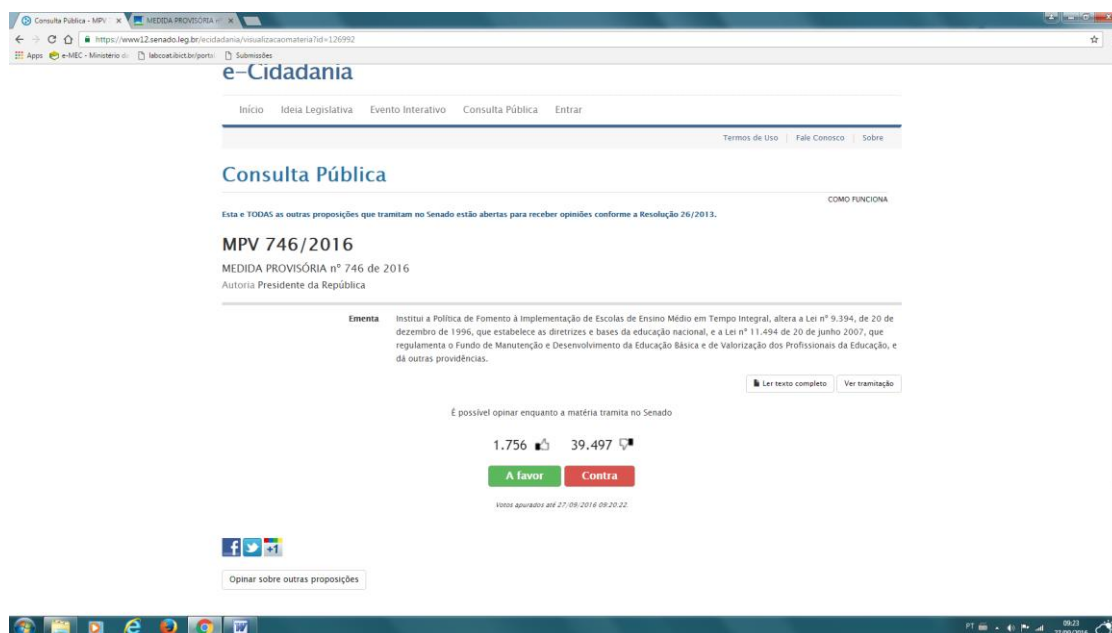 Consulta Pública - MPV
MEDIDA PROVISÓRIA nº
https://www12.senado.leg.br/ecidadania/visualizacaomateria?id=126992
Apps e-MEC - Ministério d labcoat.ibict.br/portal Submissões
e-Cidadania
Início Ideia Legislativa Evento Interativo Consulta Pública Entrar
Termos de Uso | Fale Conosco | Sobre
Consulta Pública
COMO FUNCIONA
Esta e TODAS as outras proposições que tramitam no Senado estão abertas para receber opiniões conforme a Resolução 26/2013.
MPV 746/2016
MEDIDA PROVISÓRIA nº 746 de 2016
Autoria Presidente da República
Ementa Institui a Política de Fomento à Implementação de Escolas de Ensino Médio em Tempo Integral, altera a Lei nº 9.394, de 20 de
dezembro de 1996, que estabelece as diretrizes e bases da educação nacional, e a Lei nº 11.494 de 20 de junho 2007, que
regulamenta o Fundo de Manutenção e Desenvolvimento da Educação Básica e de Valorização dos Profissionais da Educação, e
dá outras providências.
Ler texto completo Ver tramitação
É possível opinar enquanto a matéria tramita no Senado
1.756 39.497
A favor Contra
Votos apurados até 27/09/2016 09:20:22.
f +1
Opinar sobre outras proposições
PT 09:23
27/09/2016